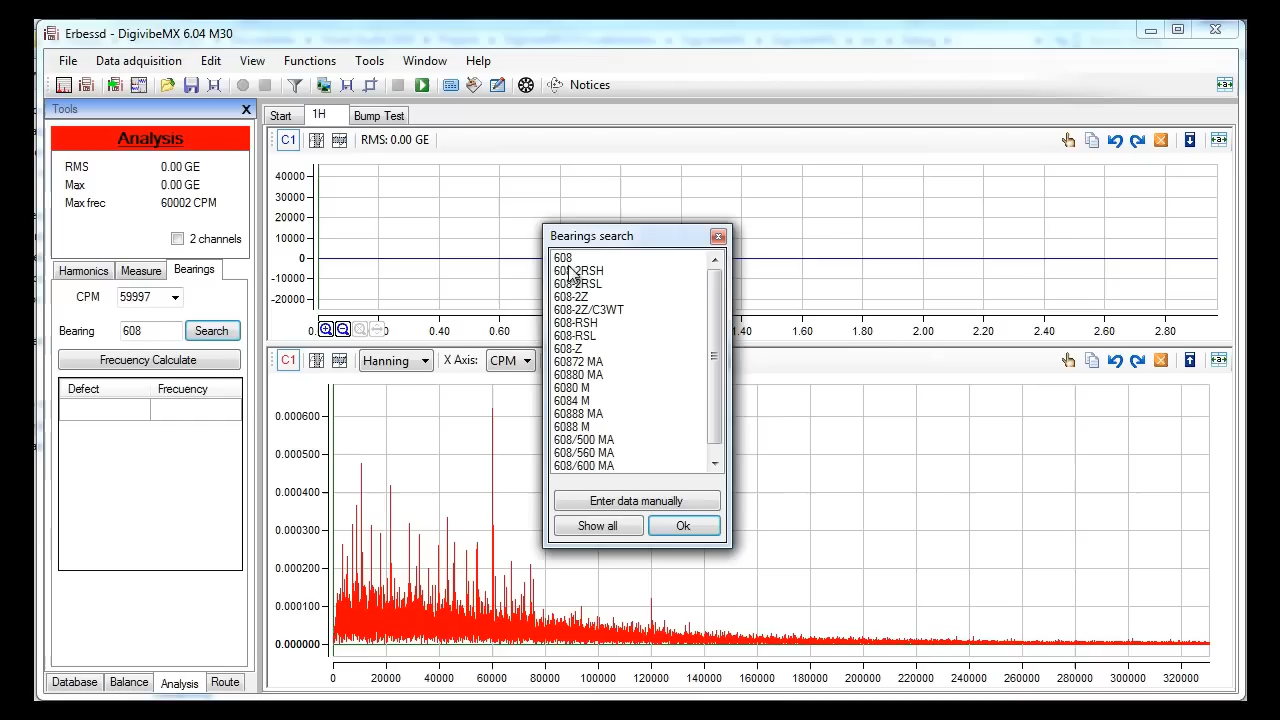 Erbessd - DigivibeMX 6.04 M30
File Data acquisition Edit View Functions Tools Window Help
Notices
Tools X
Start 1H Bump Test
Analysis
RMS 0.00 GE
Max 0.00 GE
Max frec 60002 CPM
2 channels
Harmonics Measure Bearings
CPM 59997
Bearing 608 Search
Frecuency Calculate
Defect Frequency
Database Balance Analysis Route
C1 RMS: 0.00 GE
40000
30000
20000
10000
0
-10000
-20000
0.40 0.60 1.40 1.60 1.80 2.00 2.20 2.40 2.60 2.80
C1 Hanning X Axis: CPM
0.000600
0.000500
0.000400
0.000300
0.000200
0.000100
0.000000
0 20000 40000 60000 80000 100000 120000 140000 160000 180000 200000 220000 240000 260000 280000 300000 320000
Bearings search
608
608-2RSH
608-2RSL
608-2Z
608-2Z/C3WT
608-RSH
608-RSL
608-Z
60872 MA
60880 MA
6080 M
6084 M
60888 MA
6088 M
608/500 MA
608/560 MA
608/600 MA
Enter data manually
Show all Ok